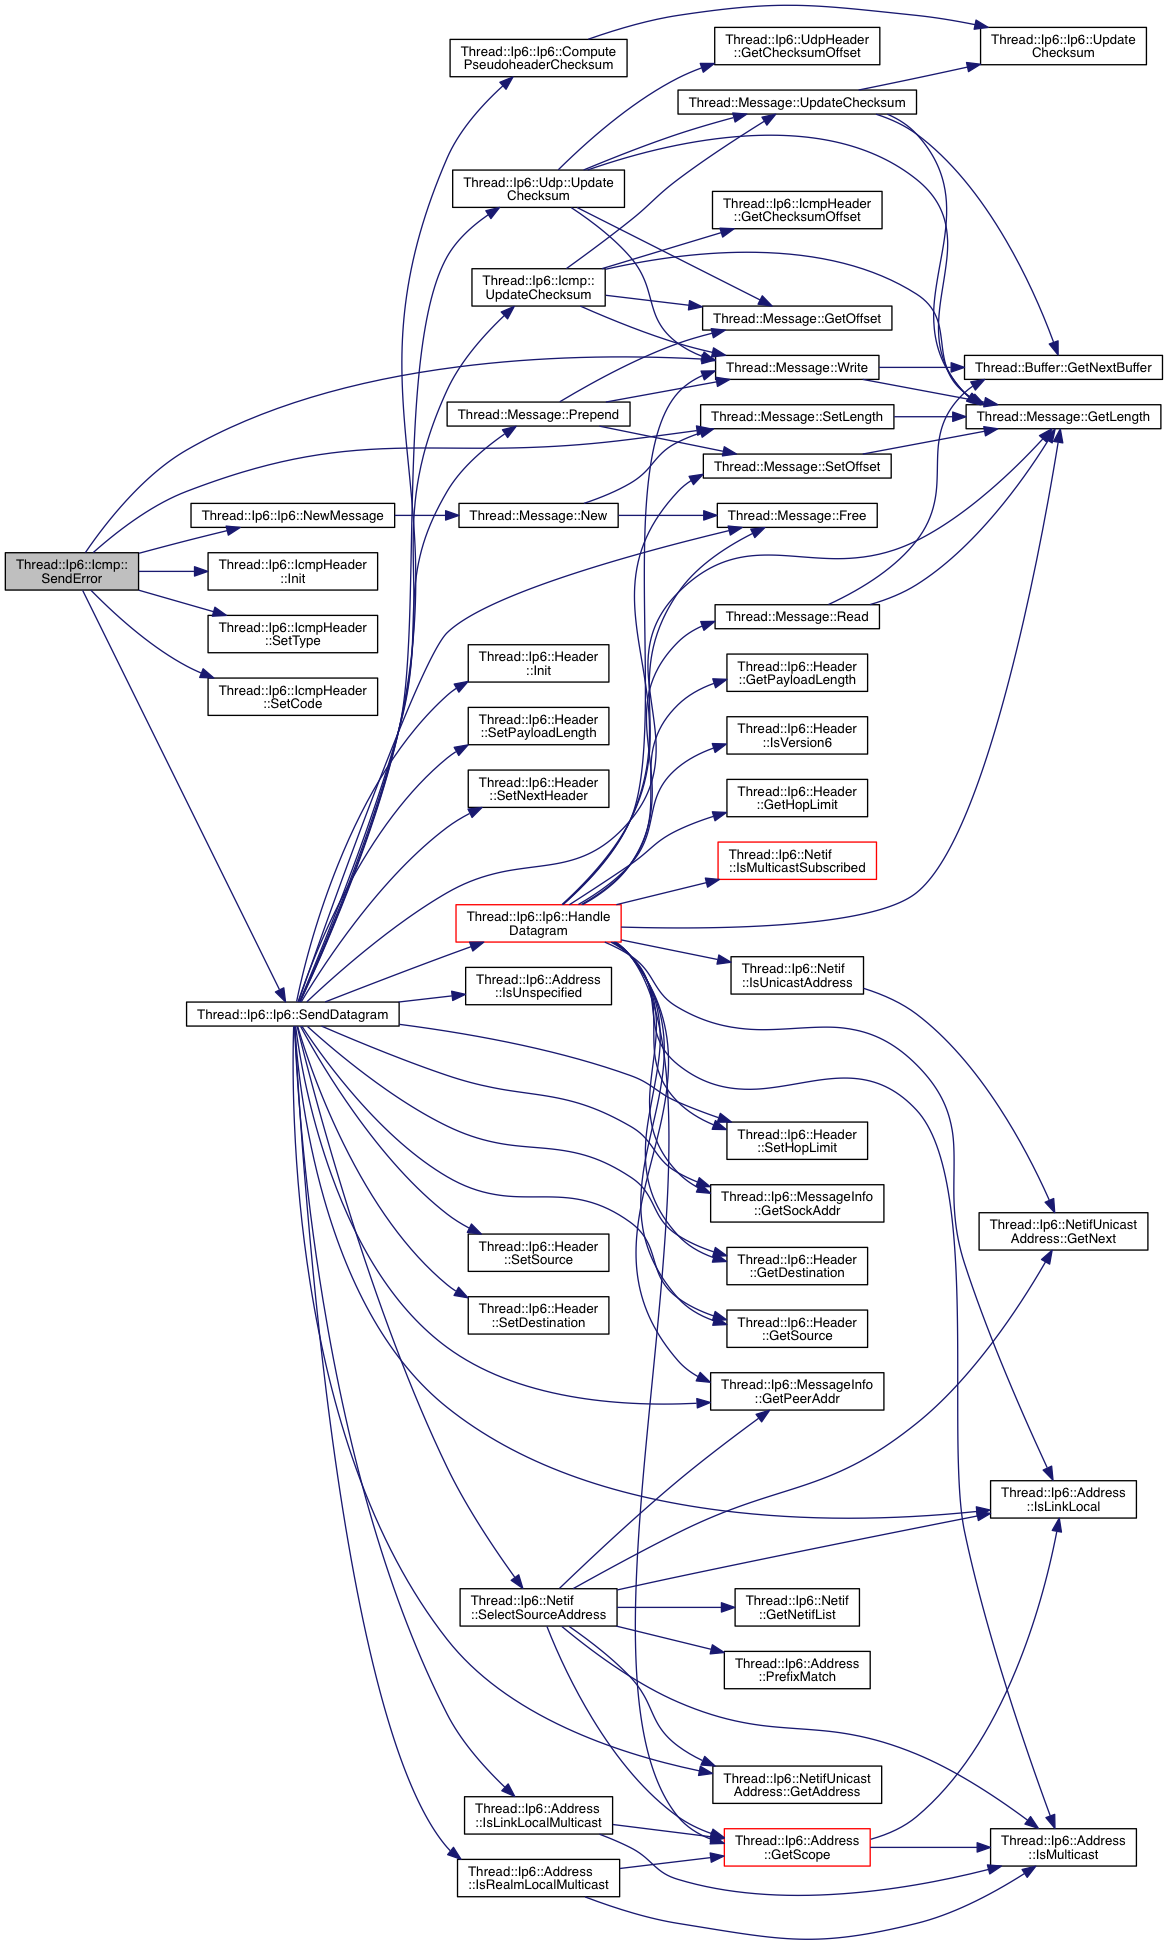 Thread::Ip6::Icmp::
SendError
Thread::Ip6::Ip6::NewMessage
Thread::Ip6::IcmpHeader
::Init
Thread::Ip6::IcmpHeader
::SetType
Thread::Ip6::IcmpHeader
::SetCode
Thread::Ip6::Ip6::SendDatagram
Thread::Ip6::Ip6::Compute
PseudoheaderChecksum
Thread::Ip6::Udp::Update
Checksum
Thread::Ip6::Icmp::
UpdateChecksum
Thread::Message::Prepend
Thread::Message::New
Thread::Ip6::Header
::Init
Thread::Ip6::Header
::SetPayloadLength
Thread::Ip6::Header
::SetNextHeader
Thread::Ip6::Ip6::Handle
Datagram
Thread::Ip6::Address
::IsUnspecified
Thread::Ip6::Header
::SetSource
Thread::Ip6::Header
::SetDestination
Thread::Ip6::Netif
::SelectSourceAddress
Thread::Ip6::Address
::IsLinkLocalMulticast
Thread::Ip6::Address
::IsRealmLocalMulticast
Thread::Ip6::UdpHeader
::GetChecksumOffset
Thread::Message::UpdateChecksum
Thread::Ip6::IcmpHeader
::GetChecksumOffset
Thread::Message::GetOffset
Thread::Message::Write
Thread::Message::SetLength
Thread::Message::SetOffset
Thread::Message::Free
Thread::Message::Read
Thread::Ip6::Header
::GetPayloadLength
Thread::Ip6::Header
::IsVersion6
Thread::Ip6::Header
::GetHopLimit
Thread::Ip6::Netif
::IsMulticastSubscribed
Thread::Ip6::Netif
::IsUnicastAddress
Thread::Ip6::Header
::SetHopLimit
Thread::Ip6::MessageInfo
::GetSockAddr
Thread::Ip6::Header
::GetDestination
Thread::Ip6::Header
::GetSource
Thread::Ip6::MessageInfo
::GetPeerAddr
Thread::Ip6::Netif
::GetNetifList
Thread::Ip6::Address
::PrefixMatch
Thread::Ip6::NetifUnicast
Address::GetAddress
Thread::Ip6::Address
::GetScope
Thread::Ip6::Ip6::Update
Checksum
Thread::Buffer::GetNextBuffer
Thread::Message::GetLength
Thread::Ip6::NetifUnicast
Address::GetNext
Thread::Ip6::Address
::IsLinkLocal
Thread::Ip6::Address
::IsMulticast